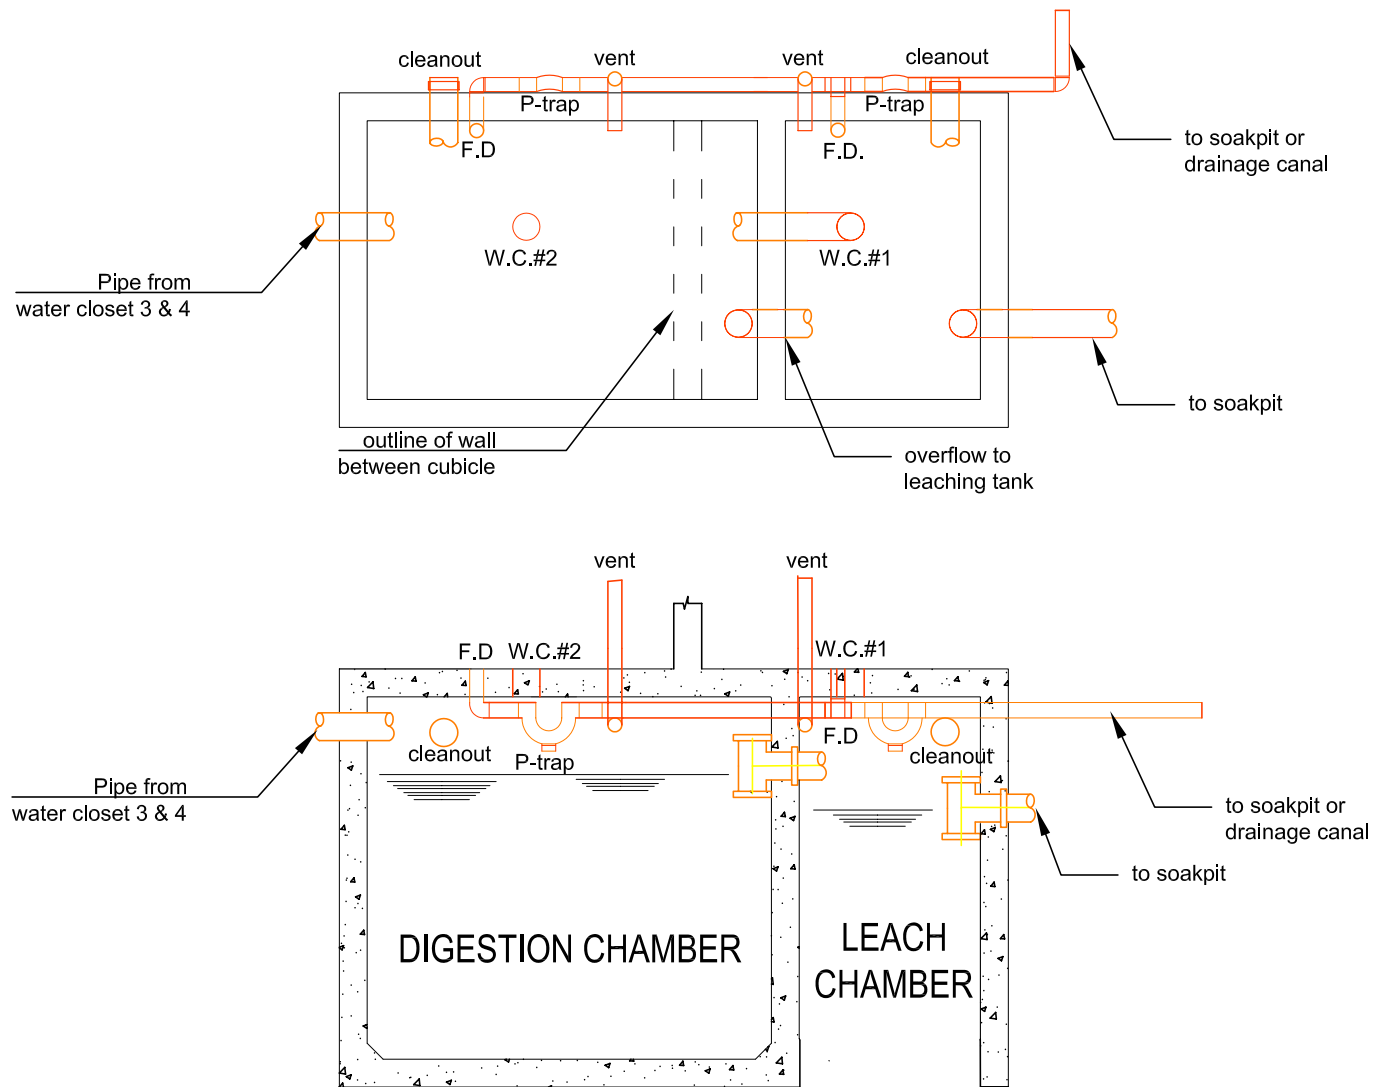 cleanout
vent
vent
cleanout
P-trap
P-trap
F.D
F.D.
to soakpit or
drainage canal
W.C.#2
W.C.#1
Pipe from
water closet 3 & 4
to soakpit
outline of wall
between cubicle
overflow to
leaching tank
vent
vent
F.D
W.C.#2
W.C.#1
F.D
cleanout
P-trap
cleanout
Pipe from
water closet 3 & 4
to soakpit or
drainage canal
to soakpit
DIGESTION CHAMBER
LEACH
CHAMBER